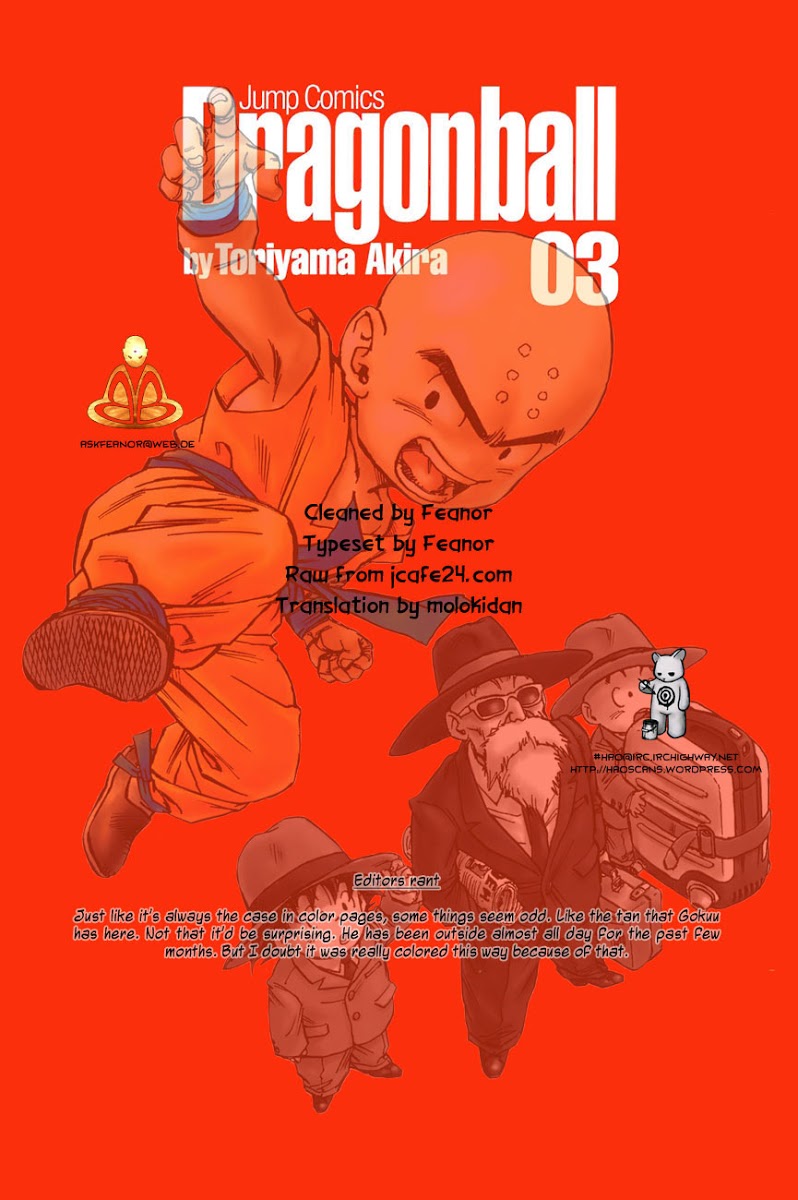 Jump Comics
Dragonball
by Toriyama Akira
03
ASKFEANOR@WEB.DE
Cleaned by Feanor
Typeset by Feanor
Raw from jcafe24.com
Translation by molokidan
#HAO@IRC.IRCHIGHWAY.NET
HTTP://HAOSCANS.WORDPRESS.COM
Editors rant
Just like it's always the case in color pages, some things seem odd. Like the tan that Gokuu
has here. Not that it'd be surprising. He has been outside almost all day for the past few
months. But I doubt it was really colored this way because of that.